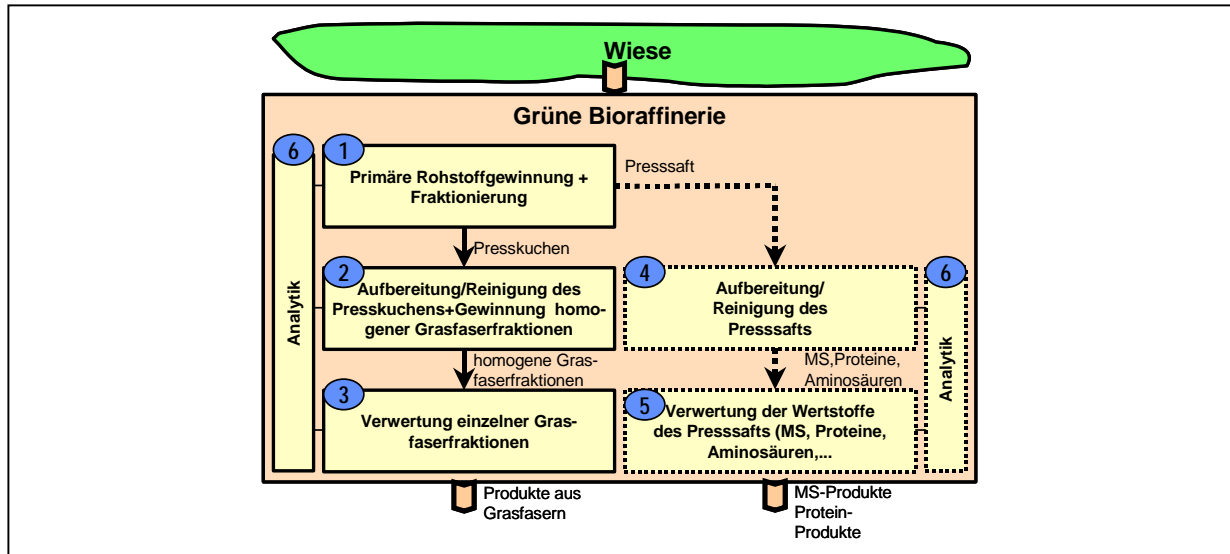 Wiese
Grüne Bioraffinerie
6
1
Primäre Rohstoffgewinnung +
Fraktionierung
Presssaft
Presskuchen
2
Aufbereitung/Reinigung des
Presskuchens+Gewinnung homo-
gener Grasfaserfraktionen
4
Aufbereitung/
Reinigung des
Presssafts
6
Analytik
Analytik
homogene Gras-
faserfraktionen
MS,Proteine,
Aminosäuren
3
Verwertung einzelner Gras-
faserfraktionen
5
Verwertung der Wertstoffe
des Presssafts (MS, Proteine,
Aminosäuren,...
Produkte aus
Grasfasern
MS-Produkte
Protein-
Produkte